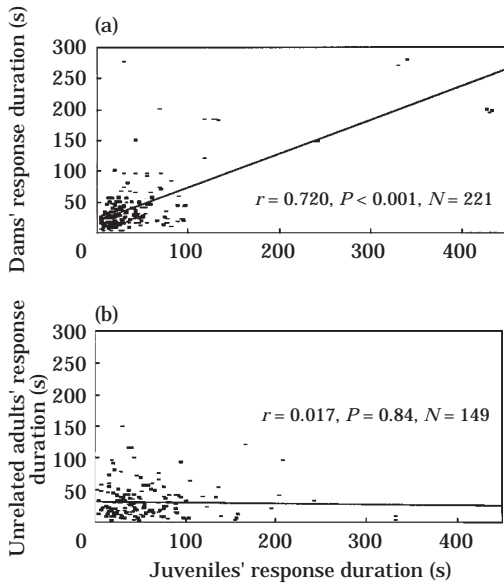 (a)
Dams' response duration (s)
300
250
200
150
100
50
0
100
200
300
400
r = 0.720, P < 0.001, N = 221
(b)
Unrelated adults' response
duration (s)
300
250
200
150
100
50
0
100
200
300
400
r = 0.017, P = 0.84, N = 149
Juveniles' response duration (s)